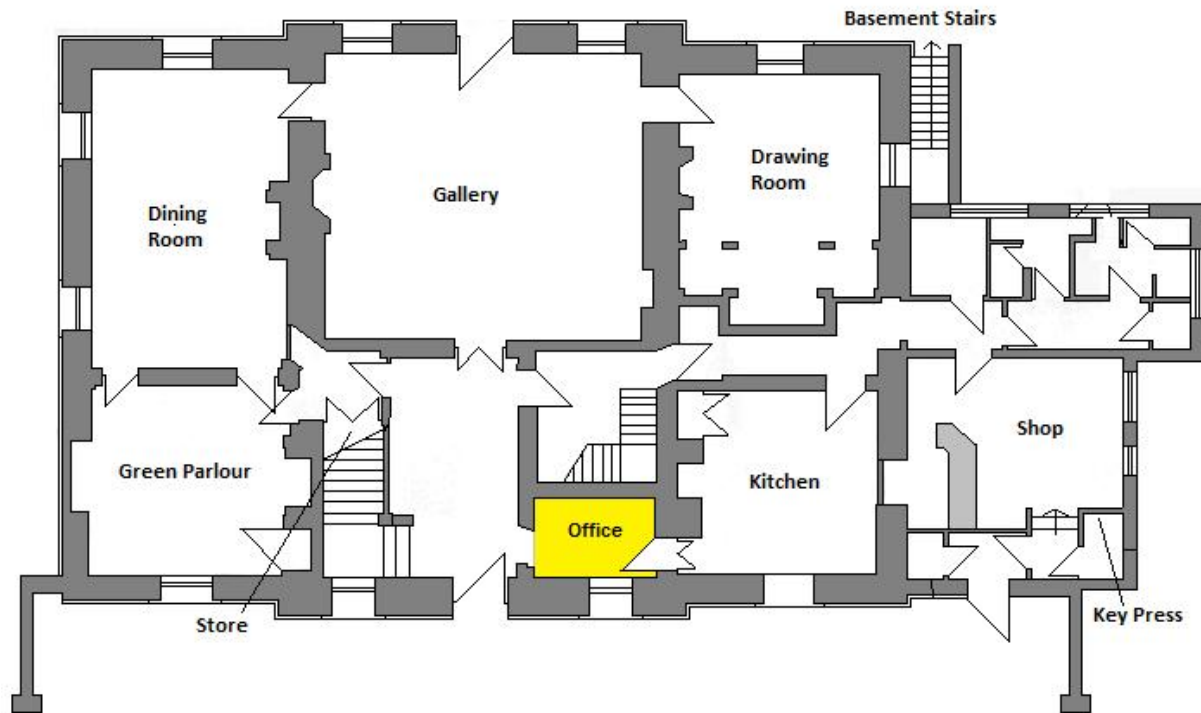 Basement Stairs
Drawing
Room
Gallery
Dining
Room
Shop
Green Parlour
Kitchen
Office
Store
Key Press